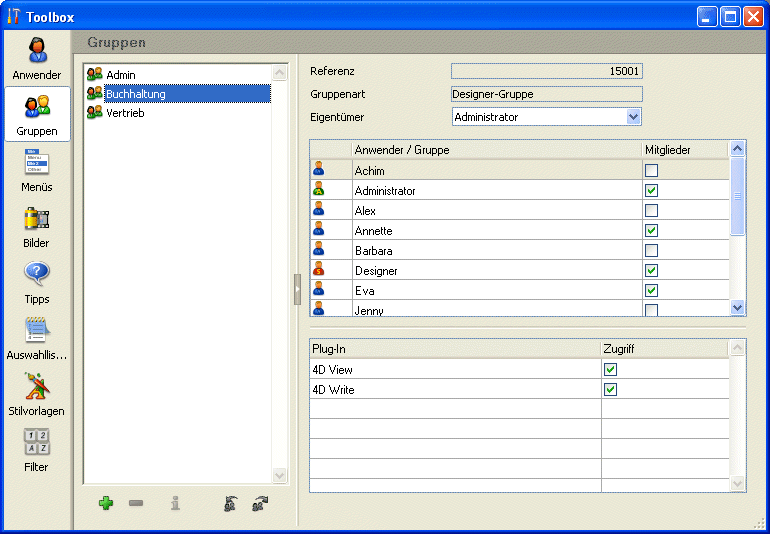 Toolbox
Anwender
Gruppen
Menüs
Bilder
Tipps
Auswahllis...
Stilvorlagen
Filter
Gruppen
Admin
Buchhaltung
Vertrieb
Referenz 15001
Gruppenart Designer-Gruppe
Eigentümer Administrator
Anwender / Gruppe Mitglieder
Achim
Administrator
Alex
Annette
Barbara
Designer
Eva
Jenny
Plug-In Zugriff
4D View
4D Write